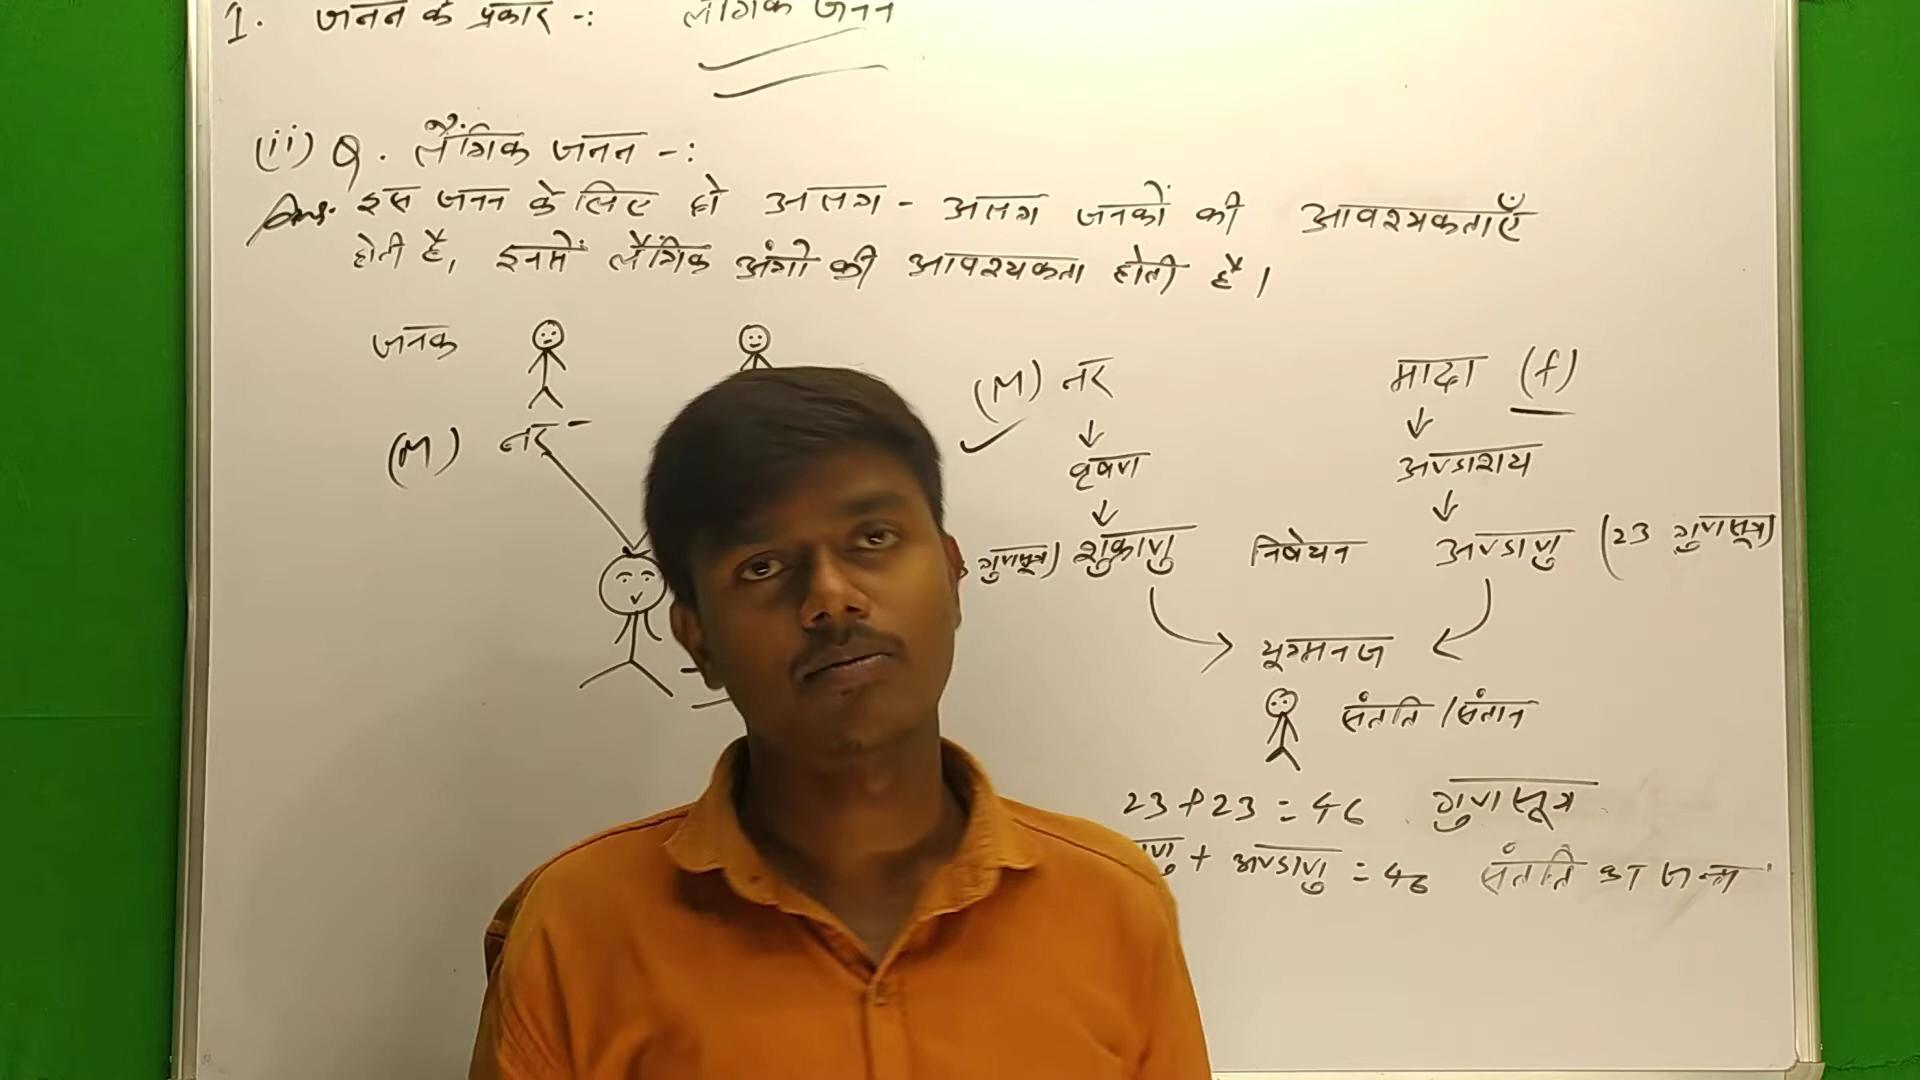 1. जनन के प्रकार -: लैंगिक जनन
(ii) Q. लैंगिक जनन -:
Ans. इस जनन के लिए दो अलग - अलग जनकों की आवश्यकताएँ
होती है, इनमें लैंगिक अंगो की आवश्यकता होती है।
जनक
(M) नर
(M) नर
मादा (f)
वृषण
अण्डाशय
गुणसूत्र) शुक्राणु निषेचन अण्डाणु (23 गुणसूत्र)
युग्मनज
संतति / संतान
23 + 23 = 46 गुणसूत्र
णु + अण्डाणु = 46 संतति का जन्म